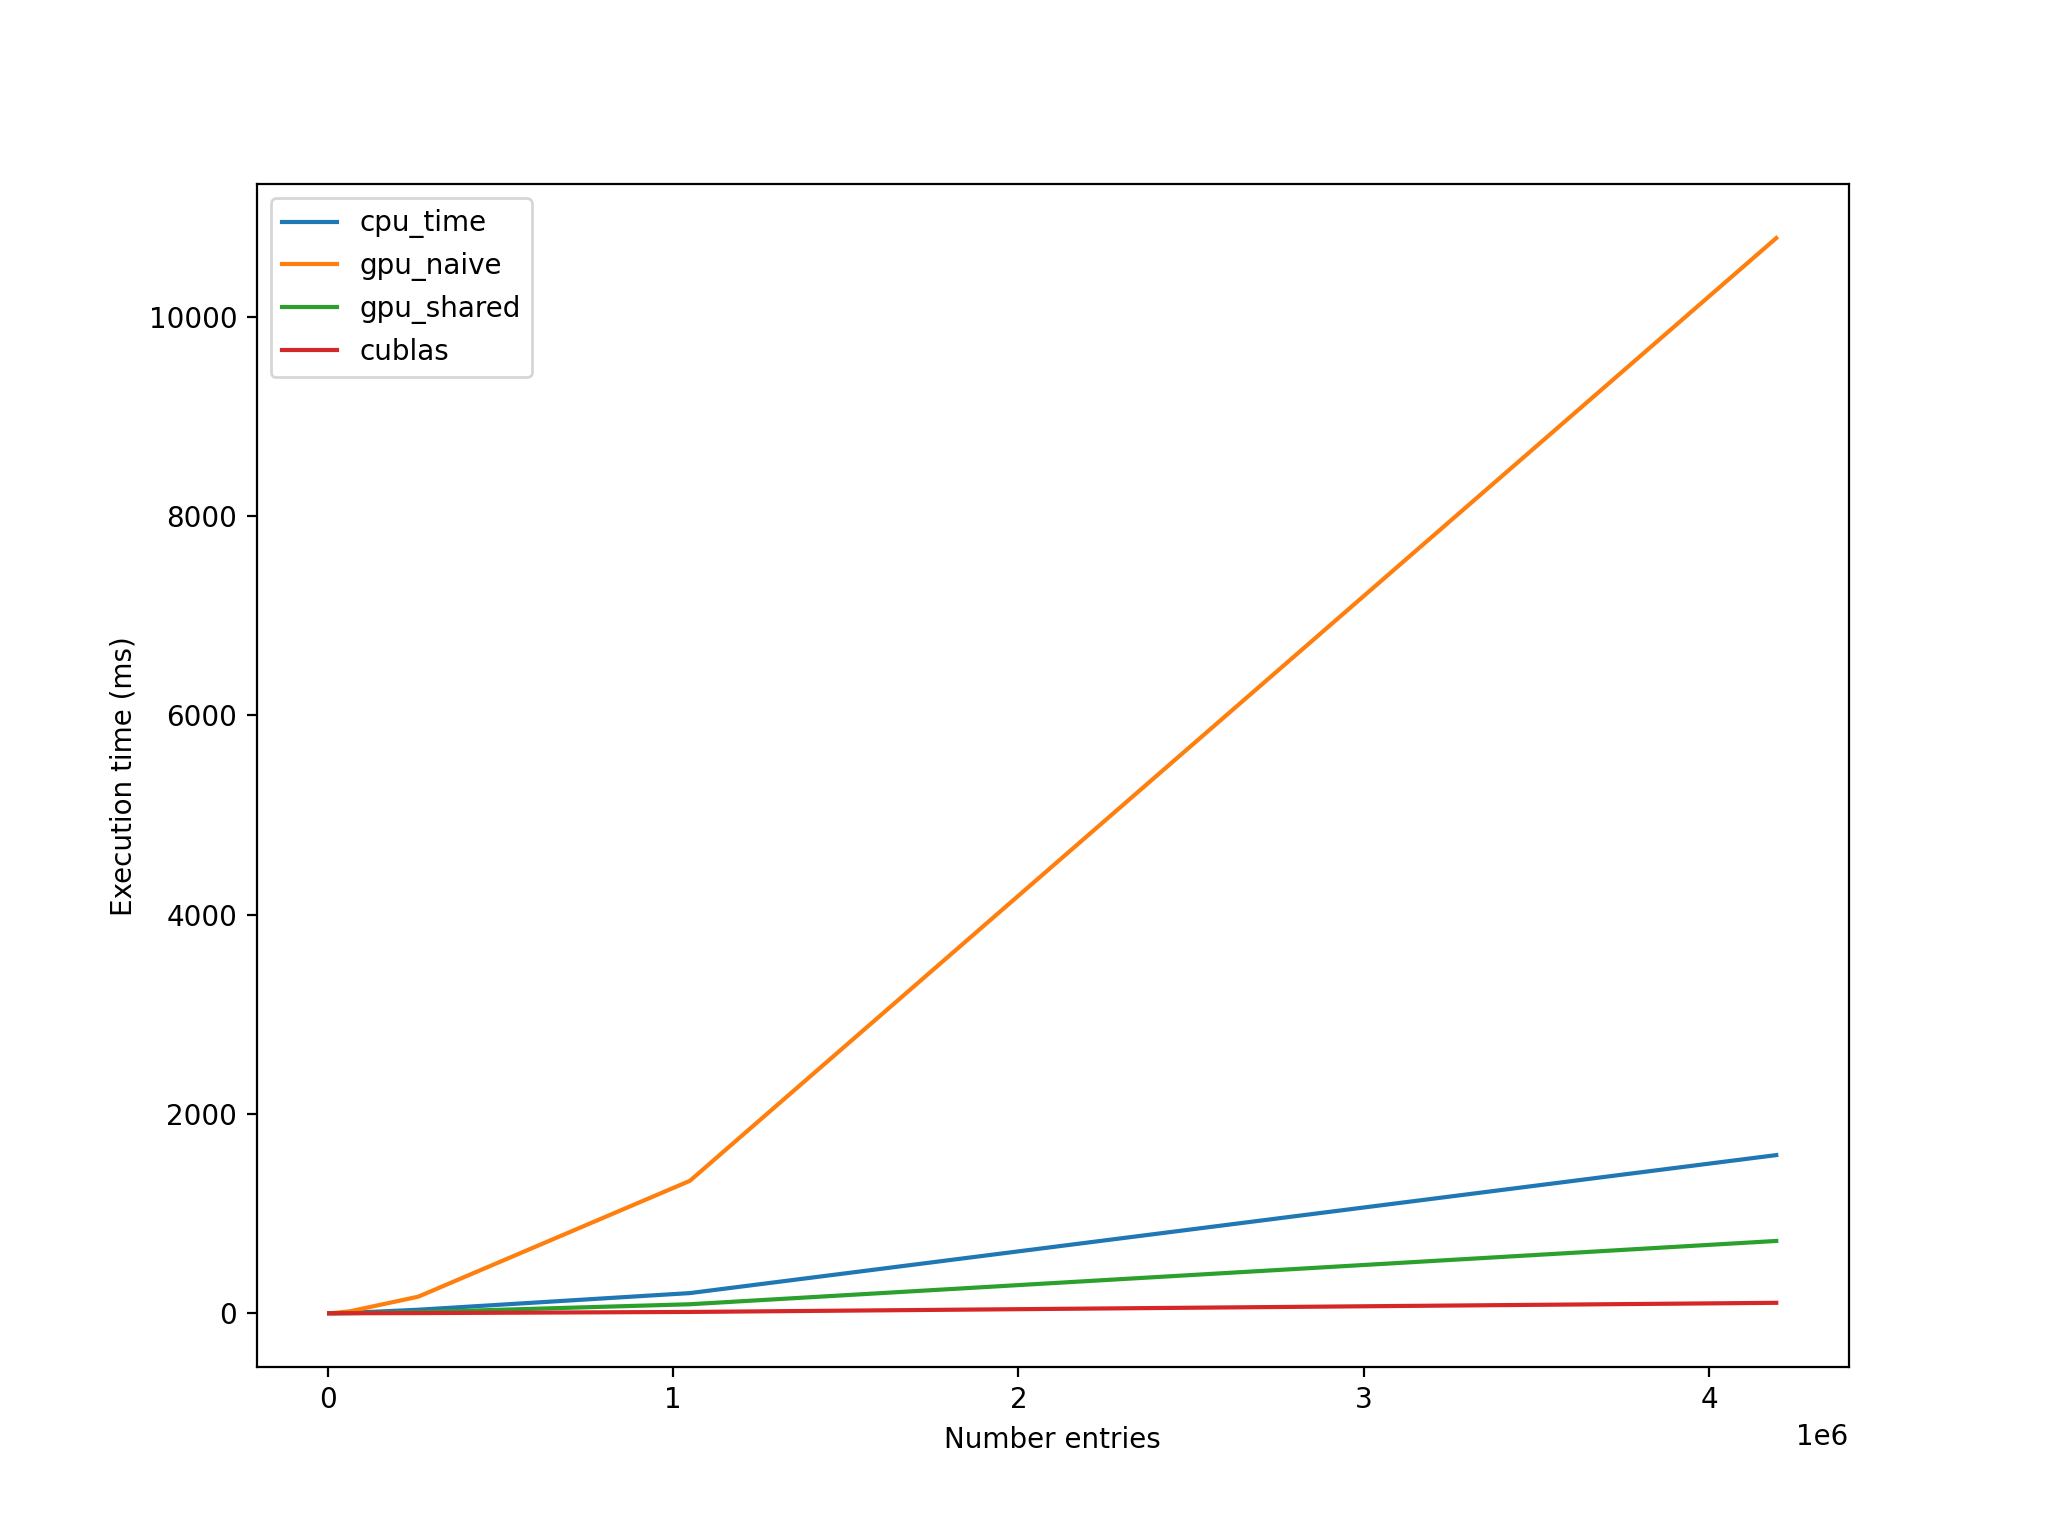 cpu_time
gpu_naive
gpu_shared
cublas
10000
8000
6000
4000
2000
0
Execution time (ms)
0 1 2 3 4
1e6
Number entries